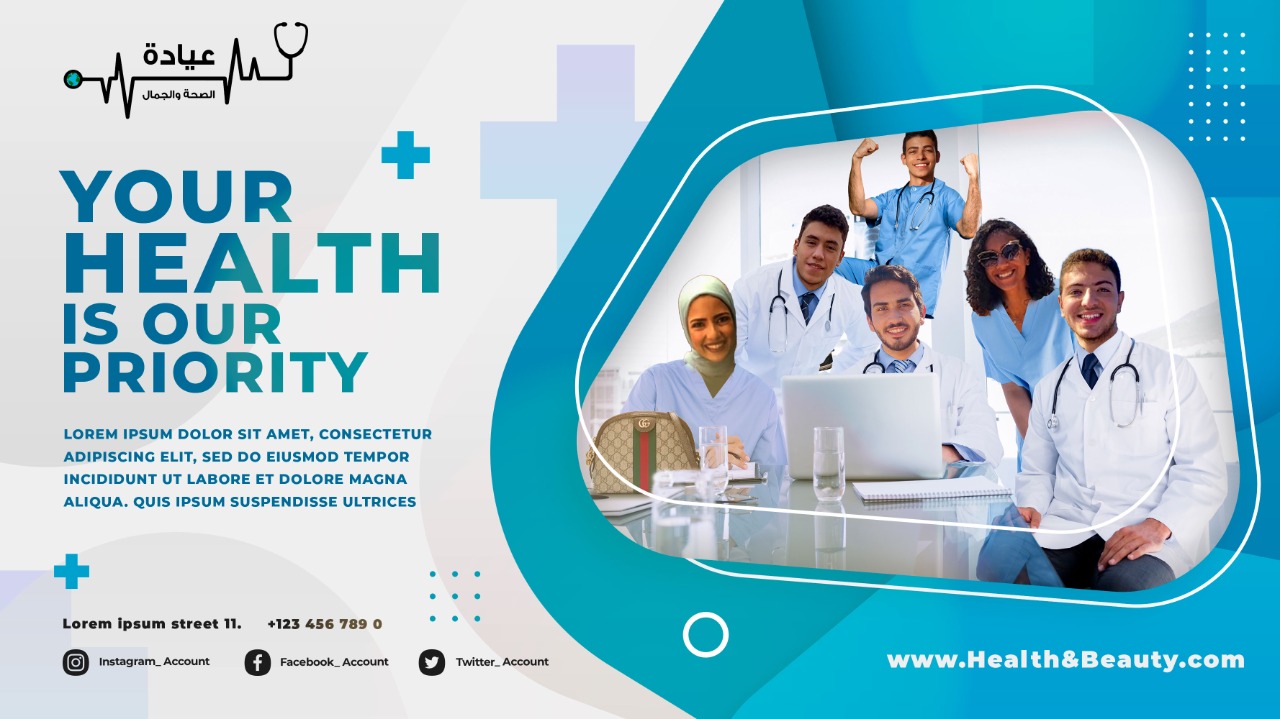 عيادة
الصحة والجمال
YOUR
HEALTH
IS OUR
PRIORITY
LOREM IPSUM DOLOR SIT AMET, CONSECTETUR
ADIPISCING ELIT, SED DO EIUSMOD TEMPOR
INCIDIDUNT UT LABORE ET DOLORE MAGNA
ALIQUA. QUIS IPSUM SUSPENDISSE ULTRICES
Lorem ipsum street 11. +123 456 789 0
Instagram_ Account Facebook_ Account Twitter_ Account
www.Health&Beauty.com